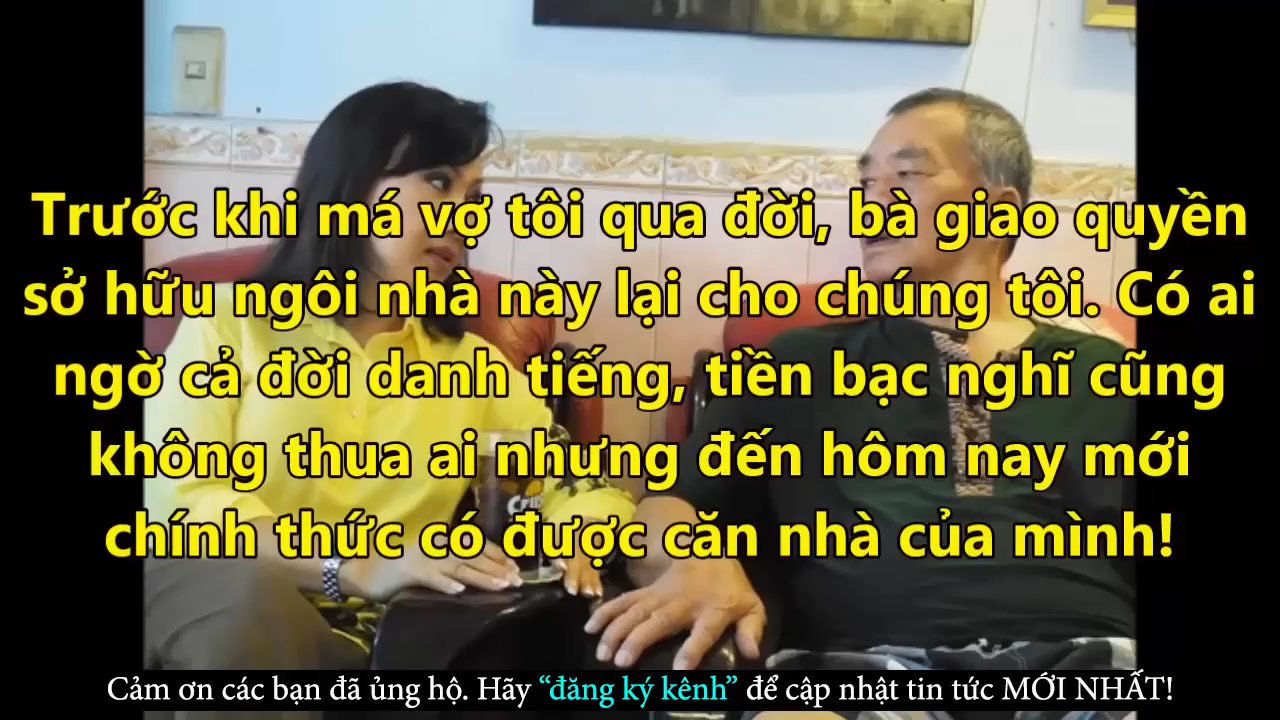 Trước khi má vợ tôi qua đời, bà giao quyền
sở hữu ngôi nhà này lại cho chúng tôi. Có ai
ngờ cả đời danh tiếng, tiền bạc nghĩ cũng
không thua ai nhưng đến hôm nay mới
chính thức có được căn nhà của mình!
Cảm ơn các bạn đã ủng hộ. Hãy “đăng ký kênh” để cập nhật tin tức MỚI NHẤT!